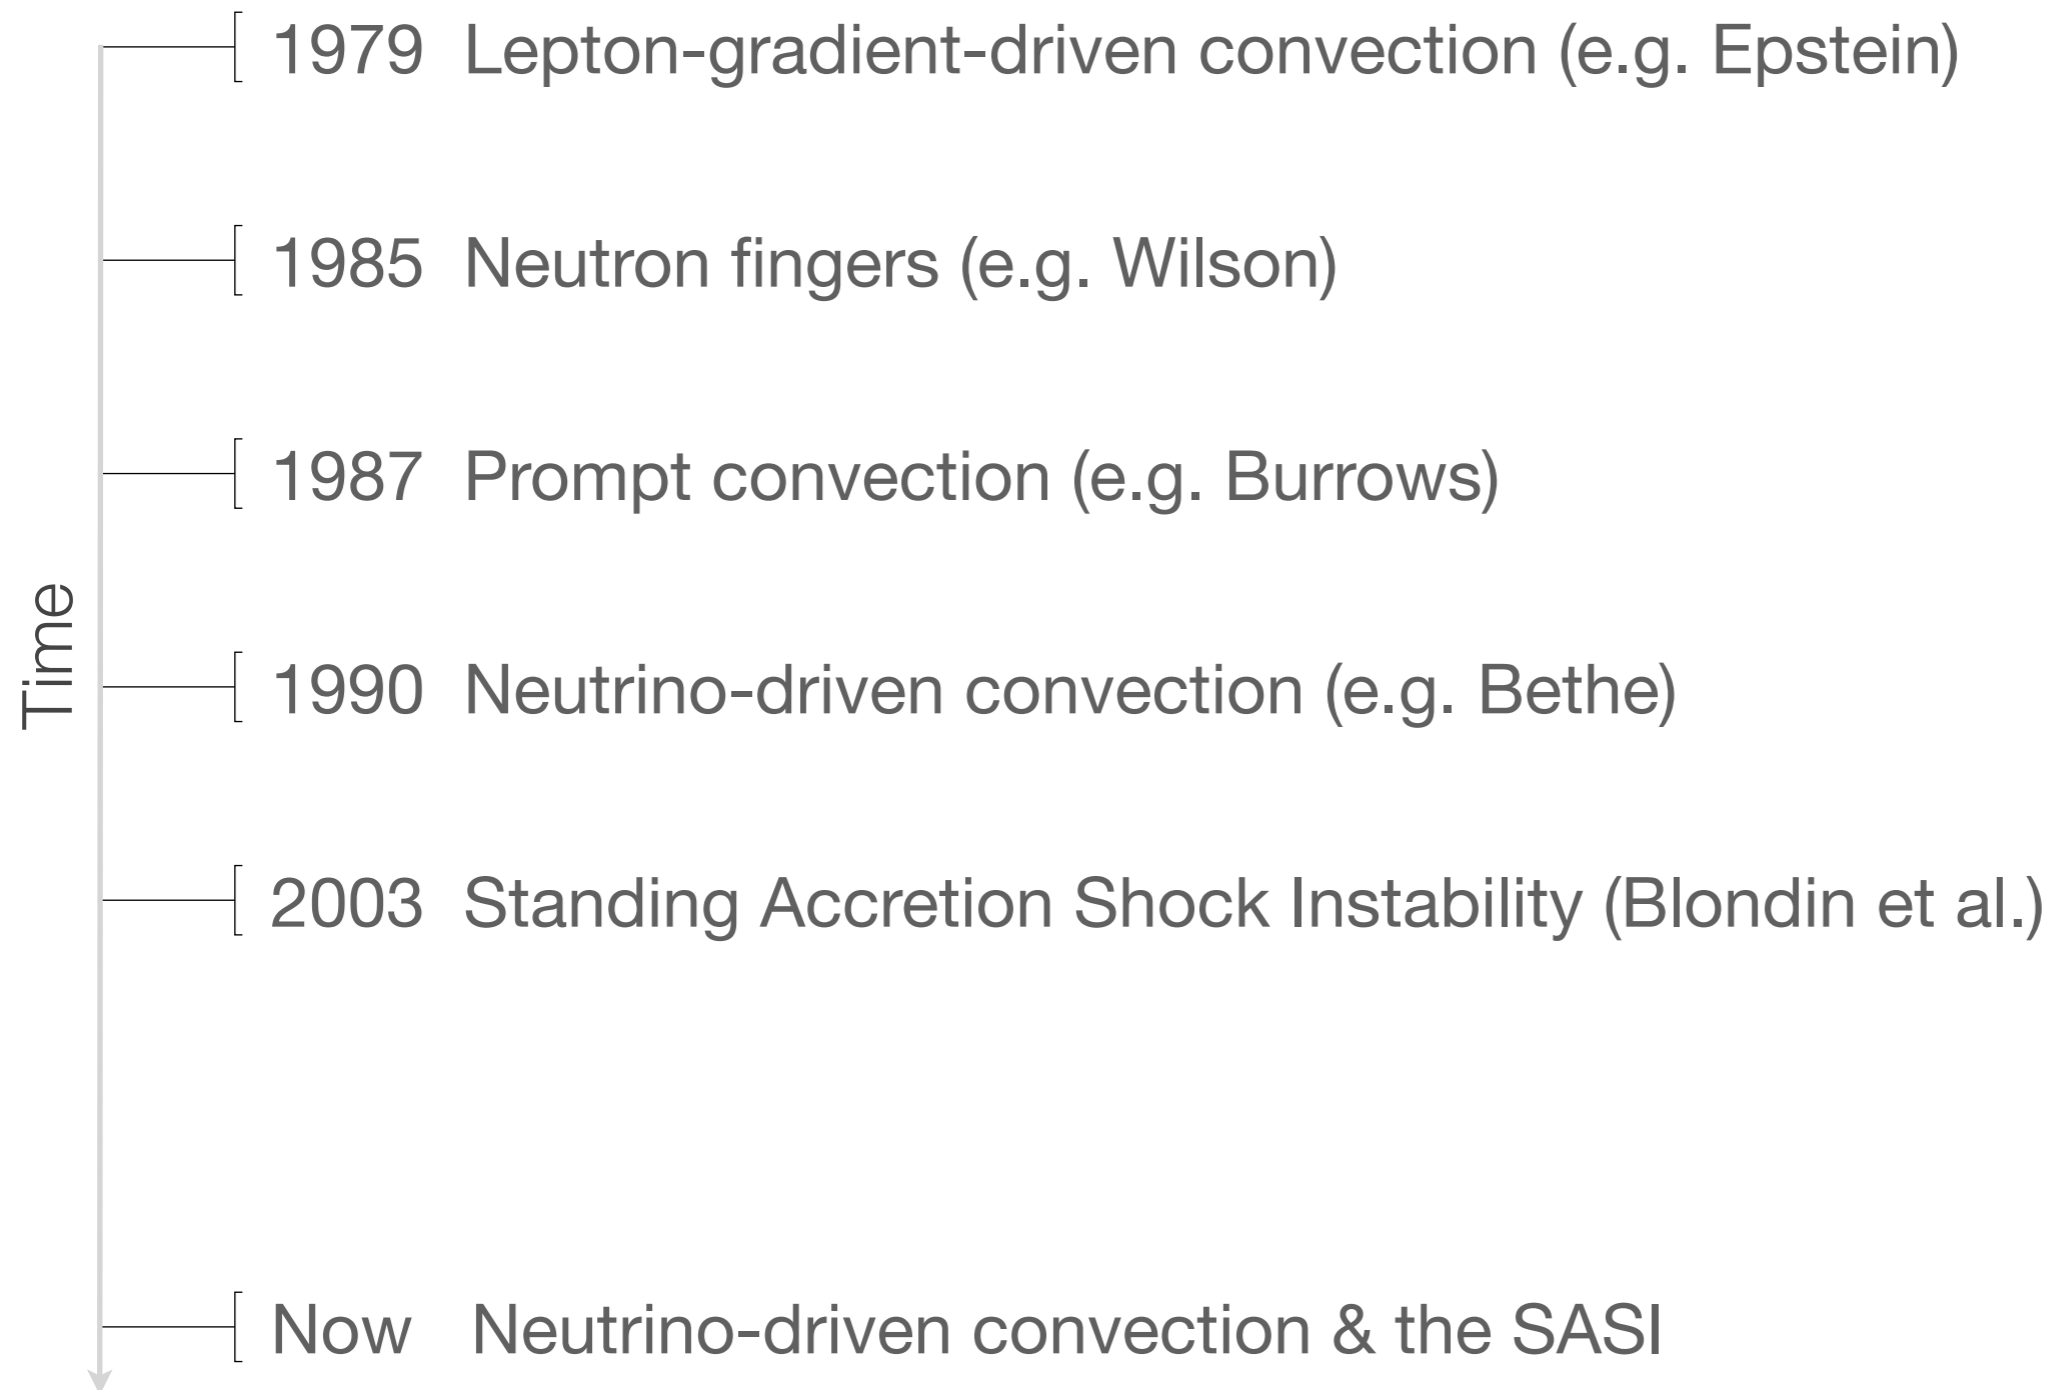 1979 Lepton-gradient-driven convection (e.g. Epstein)
1985 Neutron fingers (e.g. Wilson)
1987 Prompt convection (e.g. Burrows)
Time
1990 Neutrino-driven convection (e.g. Bethe)
2003 Standing Accretion Shock Instability (Blondin et al.)
Now Neutrino-driven convection & the SASI